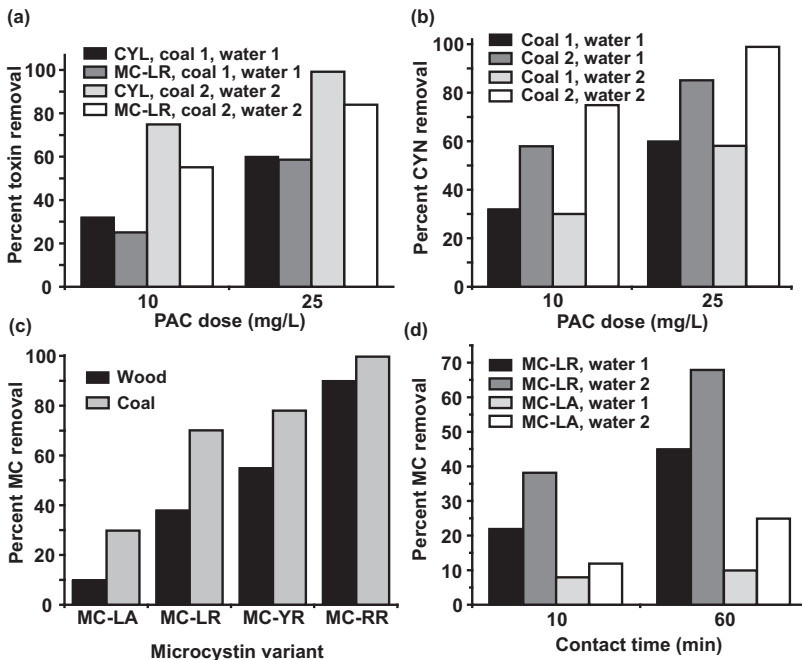 (a)
CYL, coal 1, water 1
MC-LR, coal 1, water 1
CYL, coal 2, water 2
MC-LR, coal 2, water 2
Percent toxin removal
100
80
60
40
20
0
10
25
PAC dose (mg/L)
(b)
Coal 1, water 1
Coal 2, water 1
Coal 1, water 2
Coal 2, water 2
Percent CYN removal
100
80
60
40
20
0
10
25
PAC dose (mg/L)
(c)
Wood
Coal
Percent MC removal
100
80
60
40
20
0
MC-LA
MC-LR
MC-YR
MC-RR
Microcystin variant
(d)
MC-LR, water 1
MC-LR, water 2
MC-LA, water 1
MC-LA, water 2
Percent MC removal
70
60
50
40
30
20
10
0
10
60
Contact time (min)